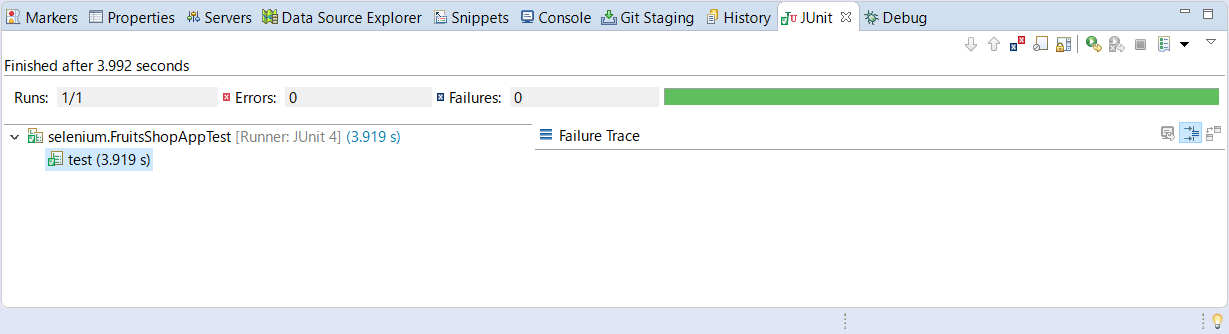 Markers Properties Servers Data Source Explorer Snippets Console Git Staging History JUnit Debug
Finished after 3.992 seconds
Runs: 1/1 Errors: 0 Failures: 0
selenium.FruitsShopAppTest [Runner: JUnit 4] (3.919 s)
Failure Trace
test (3.919 s)